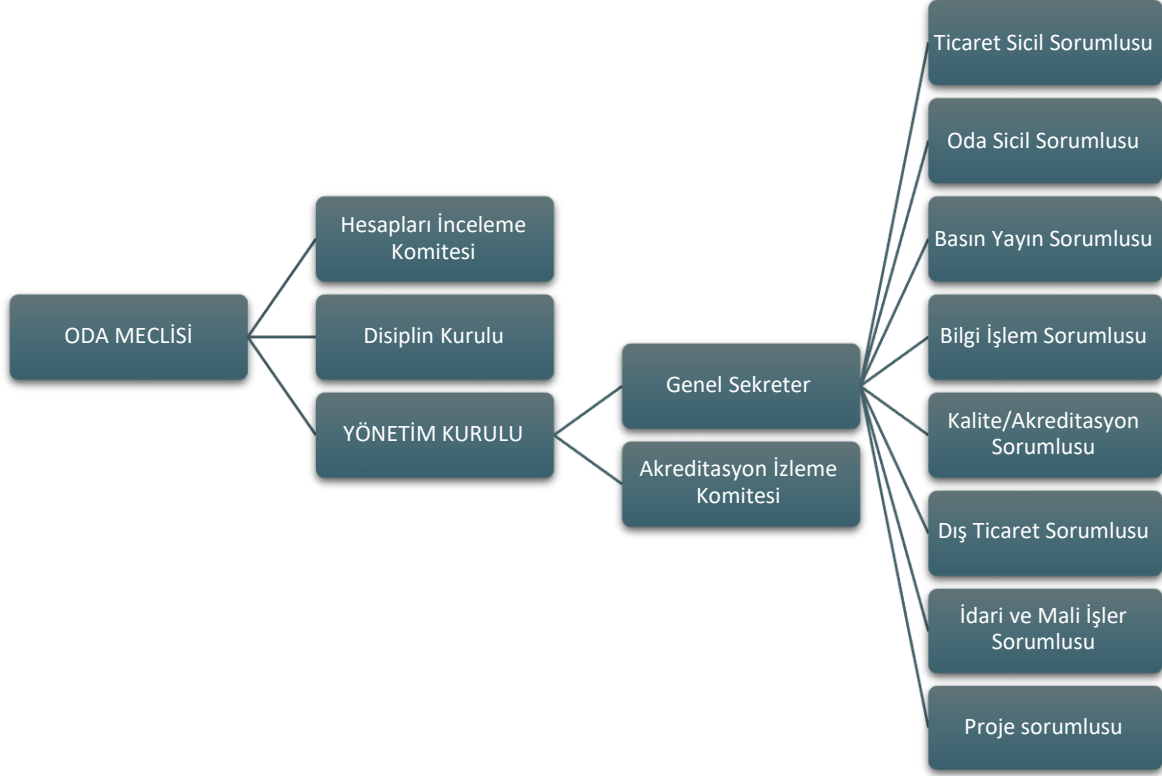 ODA MECLİSİ
Hesapları İnceleme
Komitesi
Disiplin Kurulu
YÖNETİM KURULU
Genel Sekreter
Akreditasyon İzleme
Komitesi
Ticaret Sicil Sorumlusu
Oda Sicil Sorumlusu
Basın Yayın Sorumlusu
Bilgi İşlem Sorumlusu
Kalite/Akreditasyon
Sorumlusu
Dış Ticaret Sorumlusu
İdari ve Mali İşler
Sorumlusu
Proje sorumlusu